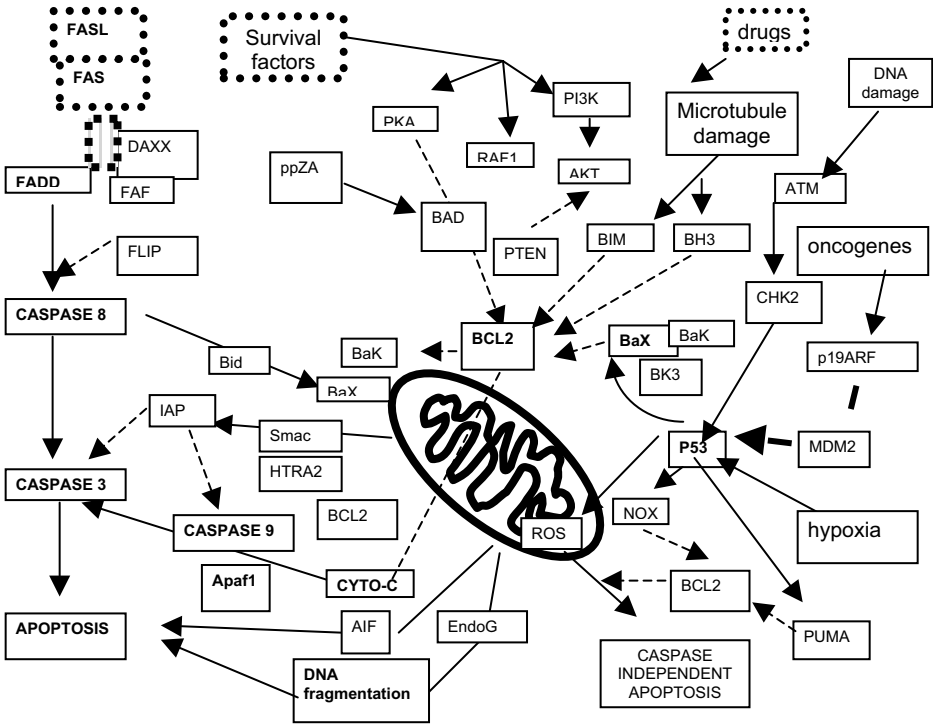 FASL
FAS
Survival
factors
drugs
DNA
damage
PI3K
PKA
Microtubule
damage
DAXX
RAF1
FADD
FAF
ppZA
AKT
ATM
BAD
FLIP
PTEN
BIM
BH3
oncogenes
CHK2
CASPASE 8
Bid
BaK
BCL2
BaX
BaK
BK3
p19ARF
BaX
IAP
Smac
HTRA2
P53
MDM2
CASPASE 3
BCL2
CASPASE 9
ROS
NOX
hypoxia
Apaf1
CYTO-C
BCL2
APOPTOSIS
AIF
EndoG
PUMA
DNA
fragmentation
CASPASE
INDEPENDENT
APOPTOSIS